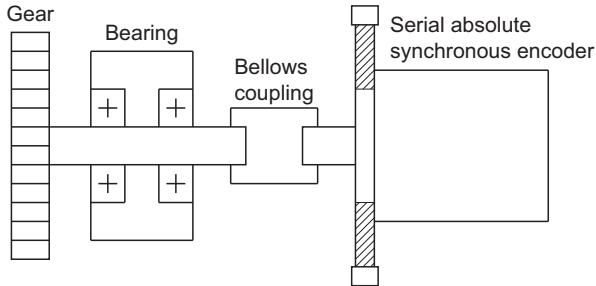 Gear
Bearing
Bellows
coupling
Serial absolute
synchronous encoder